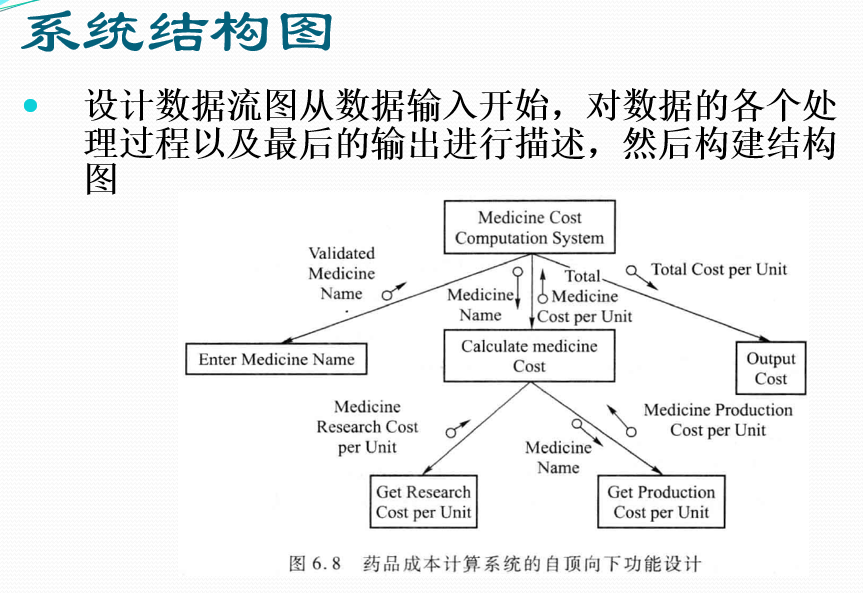 系统结构图
设计数据流图从数据输入开始，对数据的各个处
理过程以及最后的输出进行描述，然后构建结构
图
Medicine Cost
Computation System
Validated
Medicine
Name
Medicine
Name
Total
Medicine
Cost per Unit
Total Cost per Unit
Enter Medicine Name
Calculate medicine
Cost
Output
Cost
Medicine
Research Cost
per Unit
Medicine
Name
Medicine Production
Cost per Unit
Get Research
Cost per Unit
Get Production
Cost per Unit
图 6.8 药品成本计算系统的自顶向下功能设计